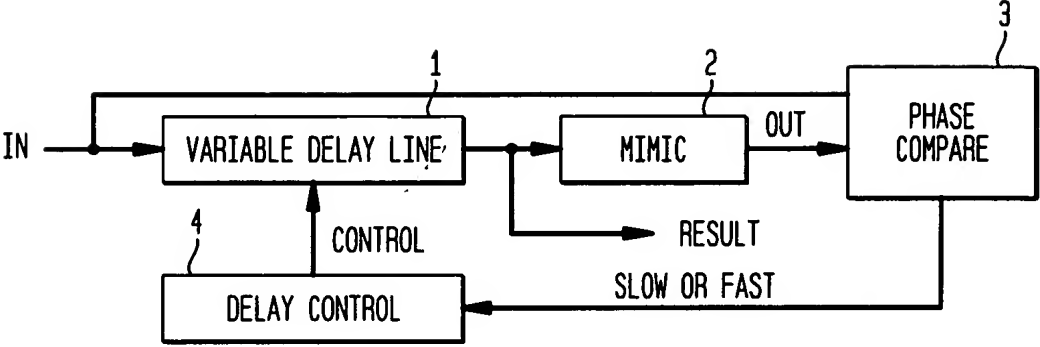 3
1
2
IN
VARIABLE DELAY LINE
MIMIC
OUT
PHASE
COMPARE
4
CONTROL
RESULT
DELAY CONTROL
SLOW OR FAST